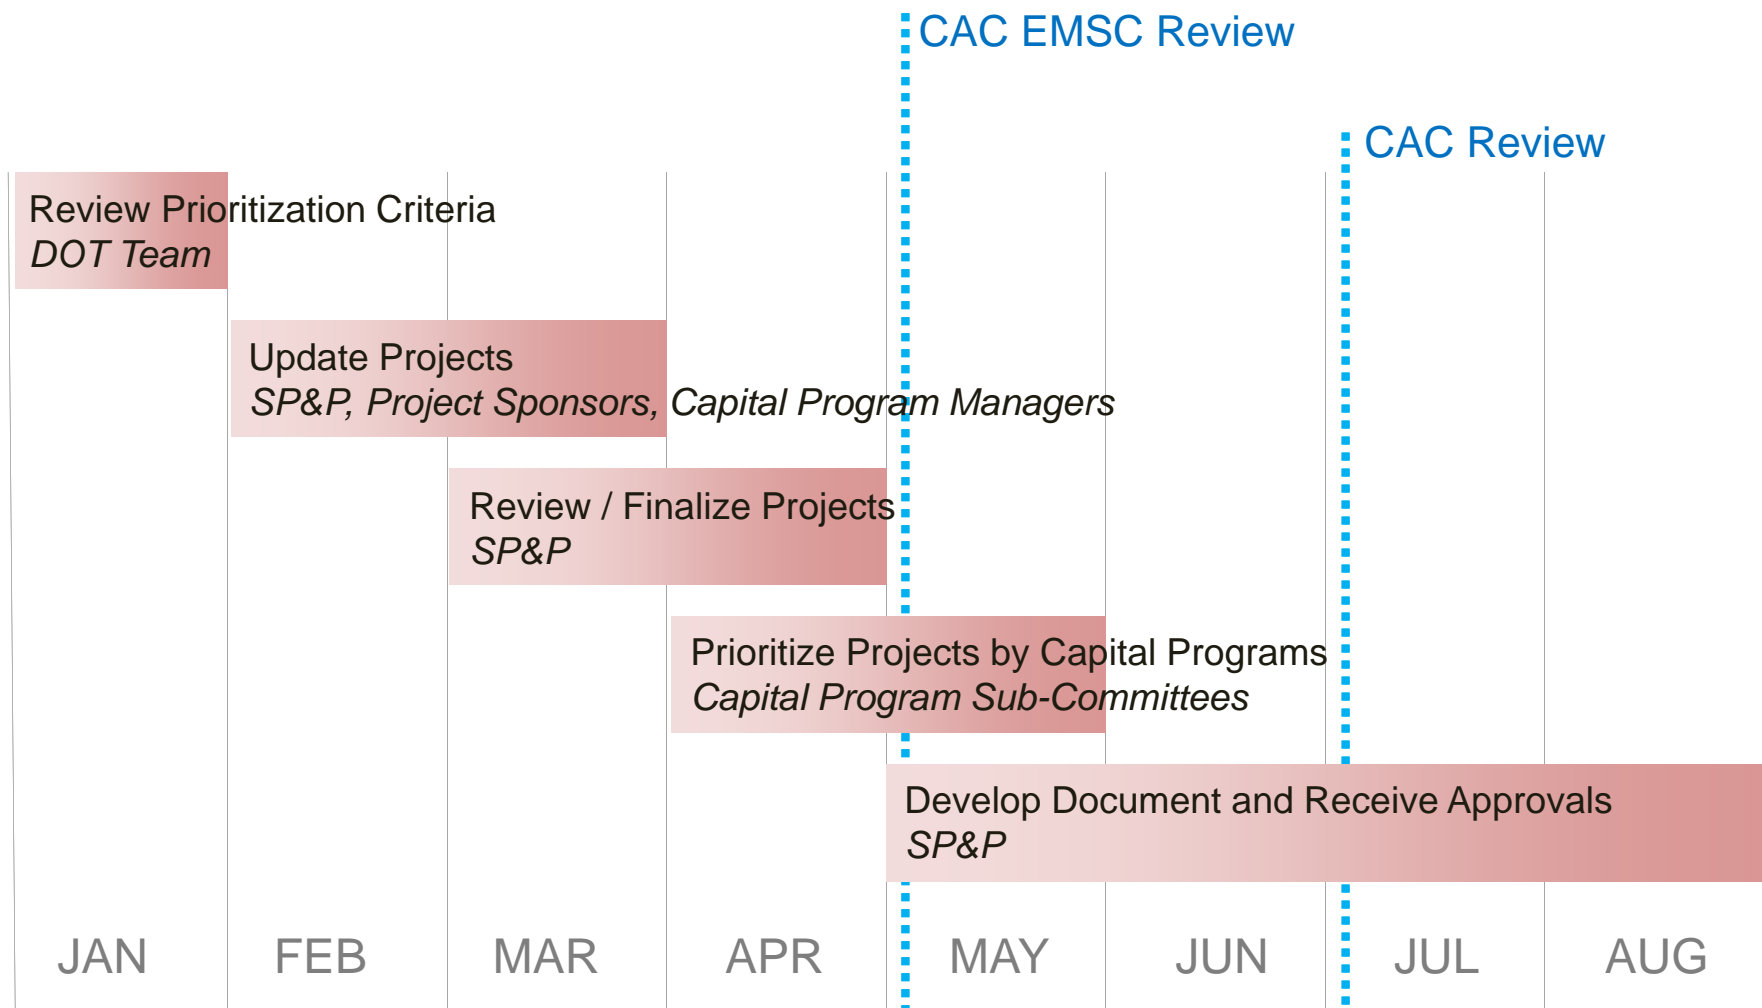 CAC EMSC Review
CAC Review
Review Prioritization Criteria
DOT Team
Update Projects
SP&P, Project Sponsors, Capital Program Managers
Review / Finalize Projects
SP&P
Prioritize Projects by Capital Programs
Capital Program Sub-Committees
Develop Document and Receive Approvals
SP&P
JAN FEB MAR APR MAY JUN JUL AUG